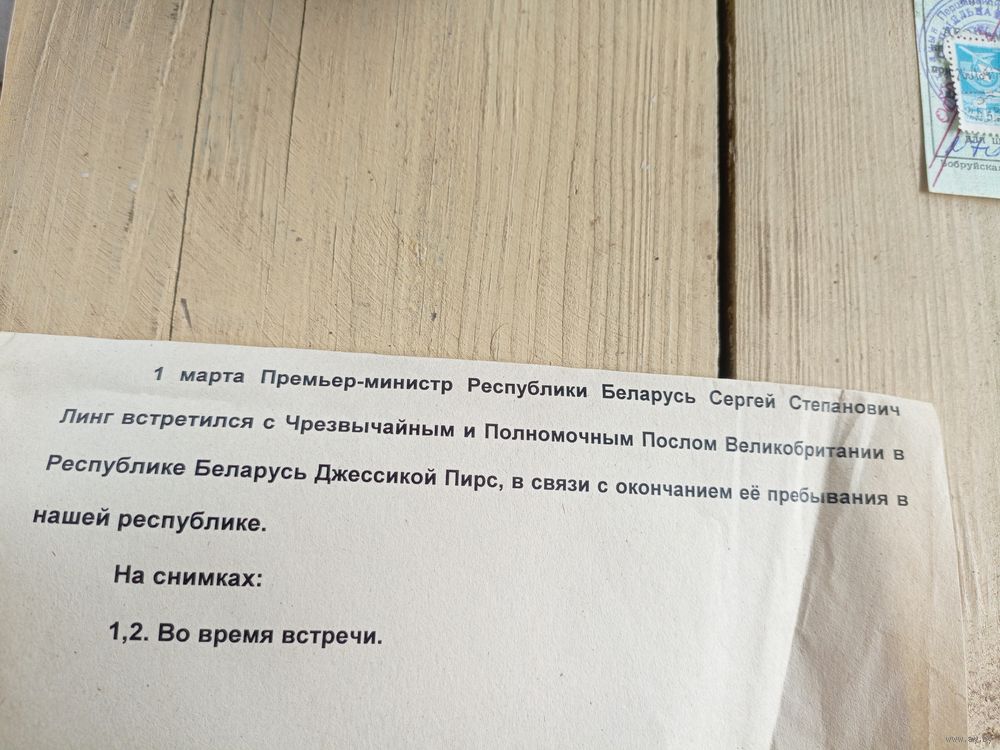 1 марта Премьер-министр Республики Беларусь Сергей Степанович
Линг встретился с Чрезвычайным и Полномочным Послом Великобритании в
Республике Беларусь Джессикой Пирс, в связи с окончанием её пребывания в
нашей республике.
На снимках:
1,2. Во время встречи.
Бобруйская